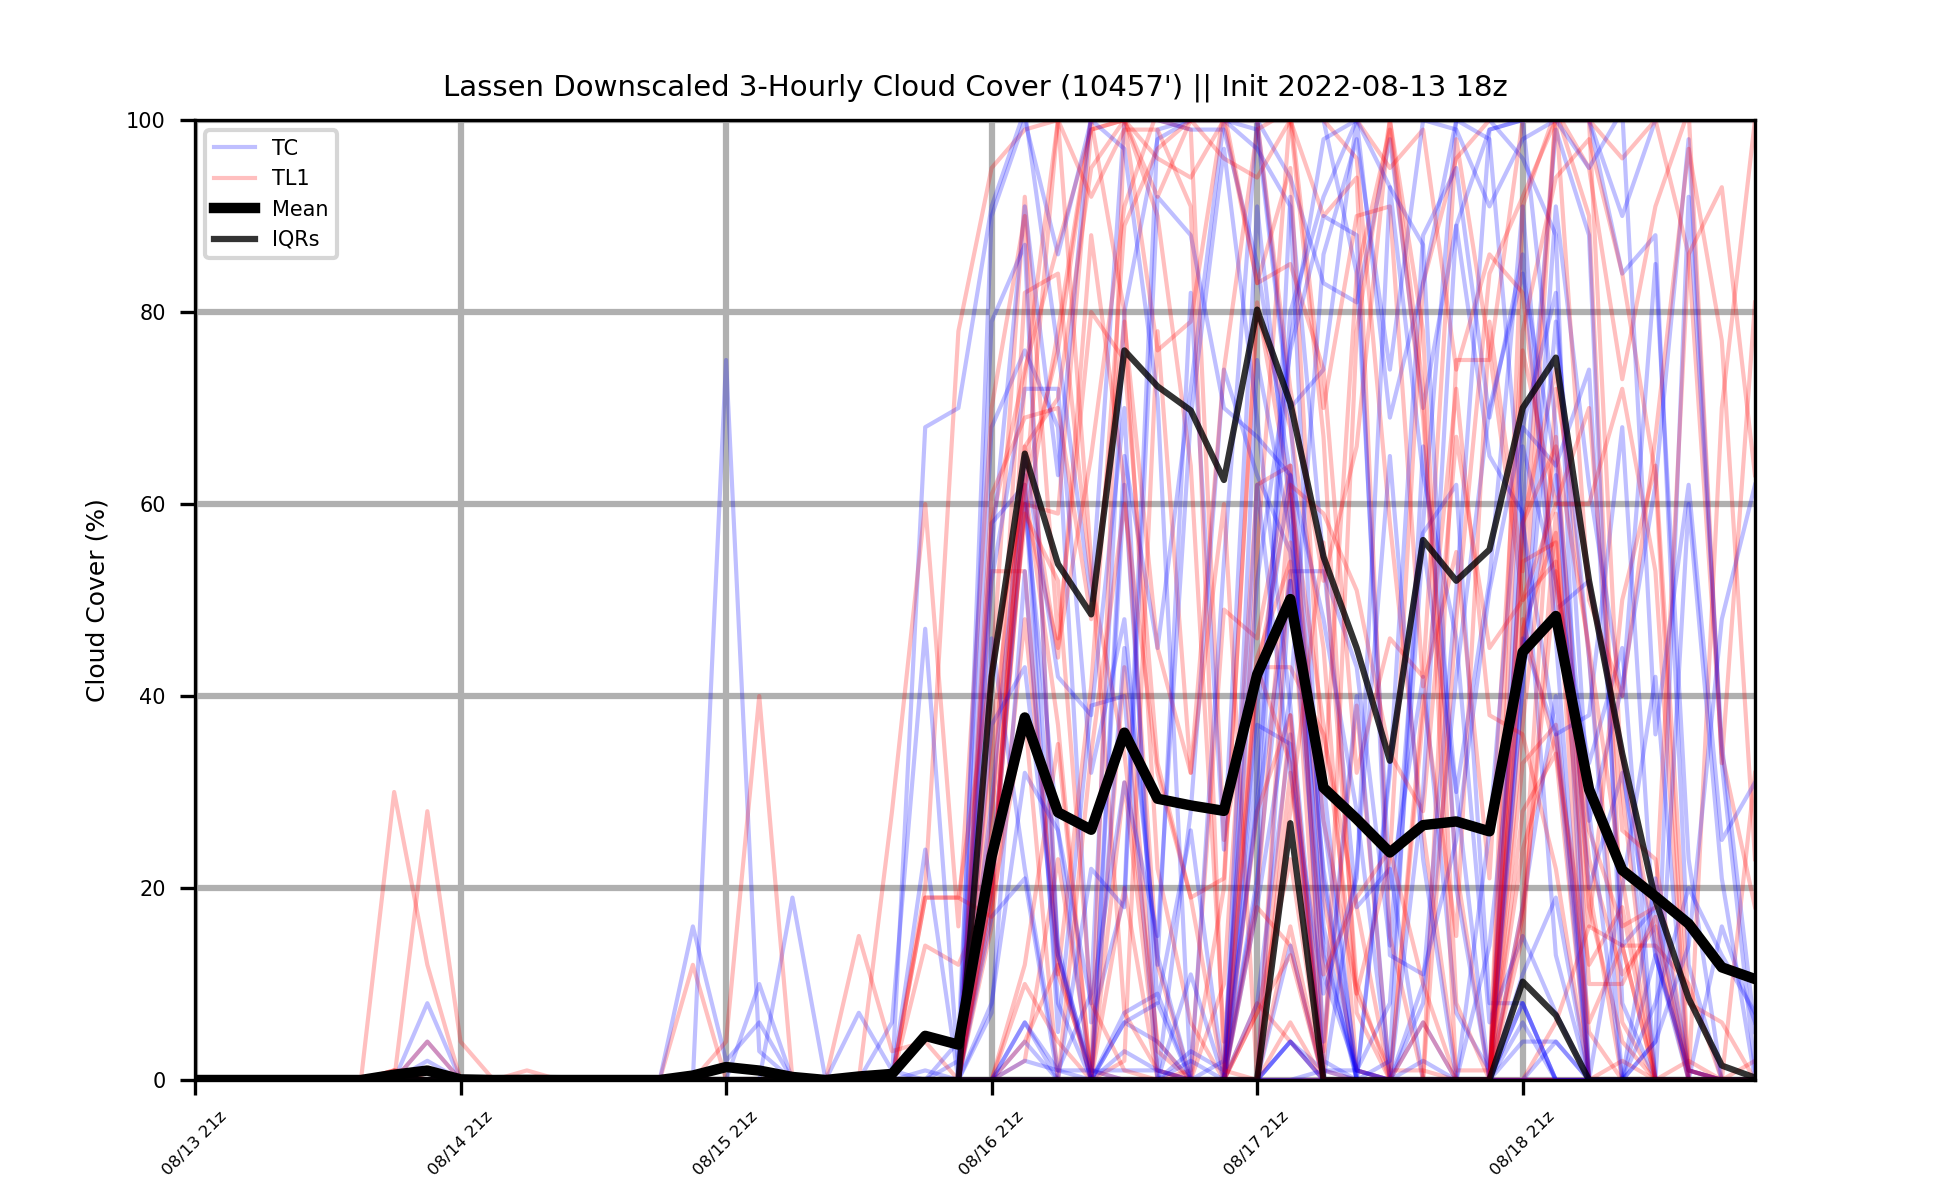 Lassen Downscaled 3-Hourly Cloud Cover (10457') || Init 2022-08-13 18z
100
80
60
40
20
0
Cloud Cover (%)
TC
TL1
Mean
IQRs
08/13 21z
08/14 21z
08/15 21z
08/16 21z
08/17 21z
08/18 21z